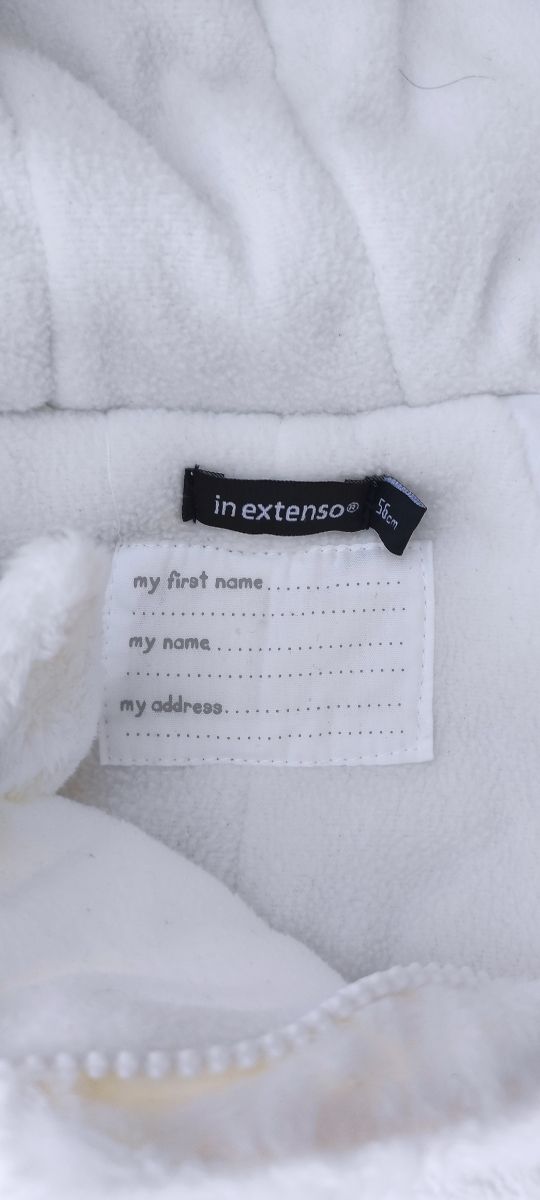 in extenso®
56cm
my first name
my name
my address